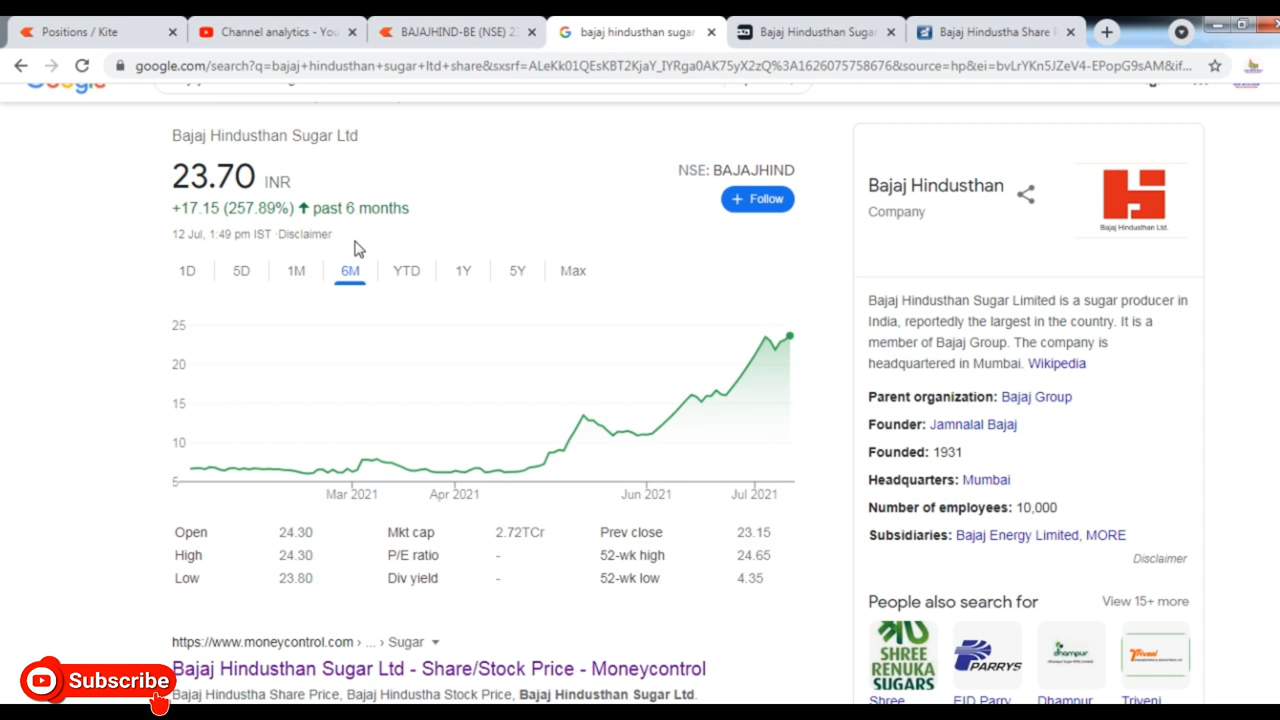 Positions / Kite
Channel analytics - You
BAJAJHIND-BE (NSE) 2
bajaj hindusthan sugar
Bajaj Hindusthan Sugar
Bajaj Hindustha Share P
google.com/search?q=bajaj+hindusthan+sugar+ltd+share&sxsrf=ALeKk01QEsKBT2KjaY_IYRga0AK75yX2zQ%3A1626075758676&source=hp&ei=bvLrYKn5JZeV4-EPopG9sAM&if...
Bajaj Hindusthan Sugar Ltd
23.70 INR
+17.15 (257.89%) ↑ past 6 months
12 Jul, 1:49 pm IST · Disclaimer
NSE: BAJAJHIND
+ Follow
1D 5D 1M 6M YTD 1Y 5Y Max
25
20
15
10
5
Mar 2021 Apr 2021 Jun 2021 Jul 2021
Open 24.30 Mkt cap 2.72TCr Prev close 23.15
High 24.30 P/E ratio - 52-wk high 24.65
Low 23.80 Div yield - 52-wk low 4.35
https://www.moneycontrol.com › ... › Sugar
Bajaj Hindusthan Sugar Ltd - Share/Stock Price - Moneycontrol
Bajaj Hindustha Share Price, Bajaj Hindustha Stock Price, Bajaj Hindusthan Sugar Ltd.
Subscribe
Bajaj Hindusthan
Company
Bajaj Hindusthan Ltd.
Bajaj Hindusthan Sugar Limited is a sugar producer in
India, reportedly the largest in the country. It is a
member of Bajaj Group. The company is
headquartered in Mumbai. Wikipedia
Parent organization: Bajaj Group
Founder: Jamnalal Bajaj
Founded: 1931
Headquarters: Mumbai
Number of employees: 10,000
Subsidiaries: Bajaj Energy Limited, MORE
Disclaimer
People also search for View 15+ more
SHREE
RENUKA
SUGARS
PARRYS
dhampur
Triveni
Shree EID Parry Dhampur Triveni